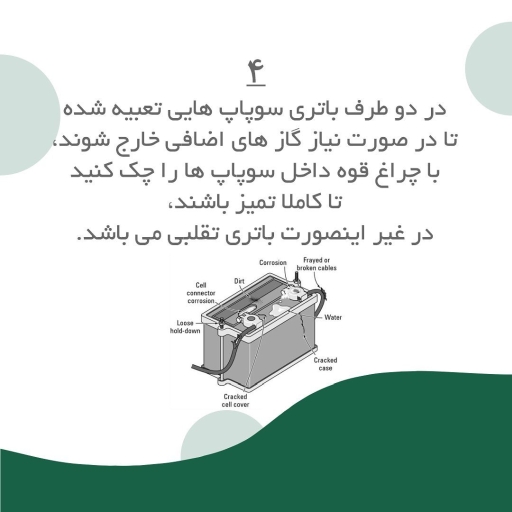 ۴
در دو طرف باتری سوپاپ هایی تعبیه شده
تا در صورت نیاز گاز های اضافی خارج شوند،
با چراغ قوه داخل سوپاپ ها را چک کنید
تا کاملا تمیز باشند،
در غیر اینصورت باتری تقلبی می باشد.
Corrosion
Frayed or
broken cables
Dirt
Cell
connector
corrosion
Loose
hold-down
Water
Cracked
case
Cracked
cell cover